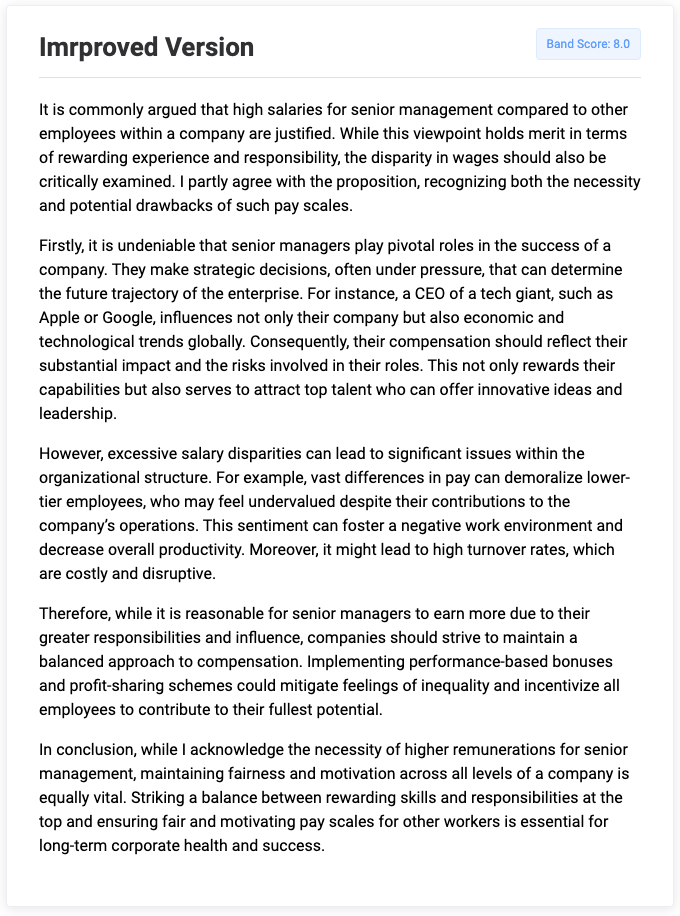 Imrproved Version
Band Score: 8.0
It is commonly argued that high salaries for senior management compared to other
employees within a company are justified. While this viewpoint holds merit in terms
of rewarding experience and responsibility, the disparity in wages should also be
critically examined. I partly agree with the proposition, recognizing both the necessity
and potential drawbacks of such pay scales.
Firstly, it is undeniable that senior managers play pivotal roles in the success of a
company. They make strategic decisions, often under pressure, that can determine
the future trajectory of the enterprise. For instance, a CEO of a tech giant, such as
Apple or Google, influences not only their company but also economic and
technological trends globally. Consequently, their compensation should reflect their
substantial impact and the risks involved in their roles. This not only rewards their
capabilities but also serves to attract top talent who can offer innovative ideas and
leadership.
However, excessive salary disparities can lead to significant issues within the
organizational structure. For example, vast differences in pay can demoralize lower-
tier employees, who may feel undervalued despite their contributions to the
company’s operations. This sentiment can foster a negative work environment and
decrease overall productivity. Moreover, it might lead to high turnover rates, which
are costly and disruptive.
Therefore, while it is reasonable for senior managers to earn more due to their
greater responsibilities and influence, companies should strive to maintain a
balanced approach to compensation. Implementing performance-based bonuses
and profit-sharing schemes could mitigate feelings of inequality and incentivize all
employees to contribute to their fullest potential.
In conclusion, while I acknowledge the necessity of higher remunerations for senior
management, maintaining fairness and motivation across all levels of a company is
equally vital. Striking a balance between rewarding skills and responsibilities at the
top and ensuring fair and motivating pay scales for other workers is essential for
long-term corporate health and success.